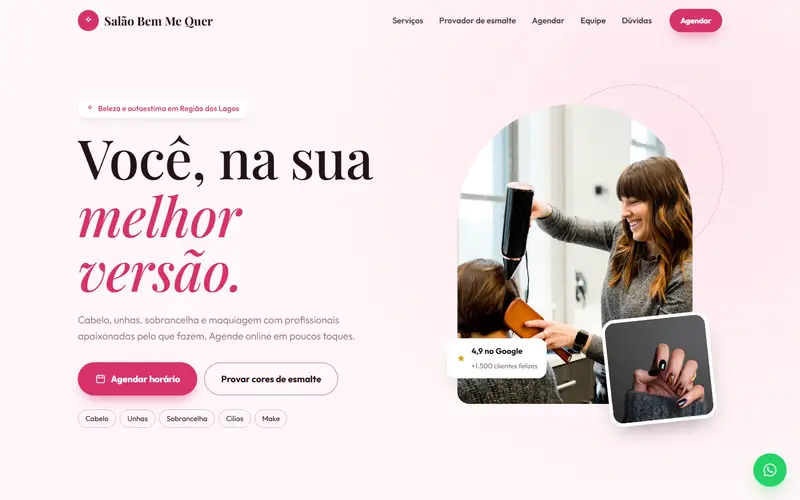 Salão Bem Me Quer
Serviços Provador de esmalte Agendar Equipe Dúvidas Agendar
Beleza e autoestima em Região dos Lagos
Você, na sua
melhor
versão.
Cabelo, unhas, sobrancelha e maquiagem com profissionais
apaixonadas pelo que fazem. Agende online em poucos toques.
Agendar horário Provar cores de esmalte
Cabelo Unhas Sobrancelha Cílios Make
4,9 no Google
+1.500 clientes felizes